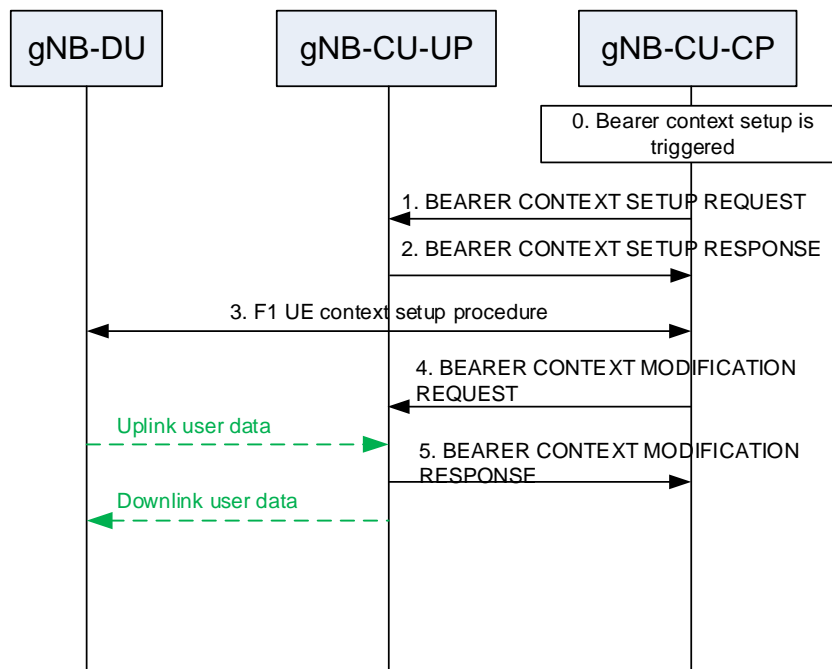 gNB-DU
gNB-CU-UP
gNB-CU-CP
0. Bearer context setup is
triggered
1. BEARER CONTEXT SETUP REQUEST
2. BEARER CONTEXT SETUP RESPONSE
3. F1 UE context setup procedure
4. BEARER CONTEXT MODIFICATION
REQUEST
Uplink user data
5. BEARER CONTEXT MODIFICATION
RESPONSE
Downlink user data